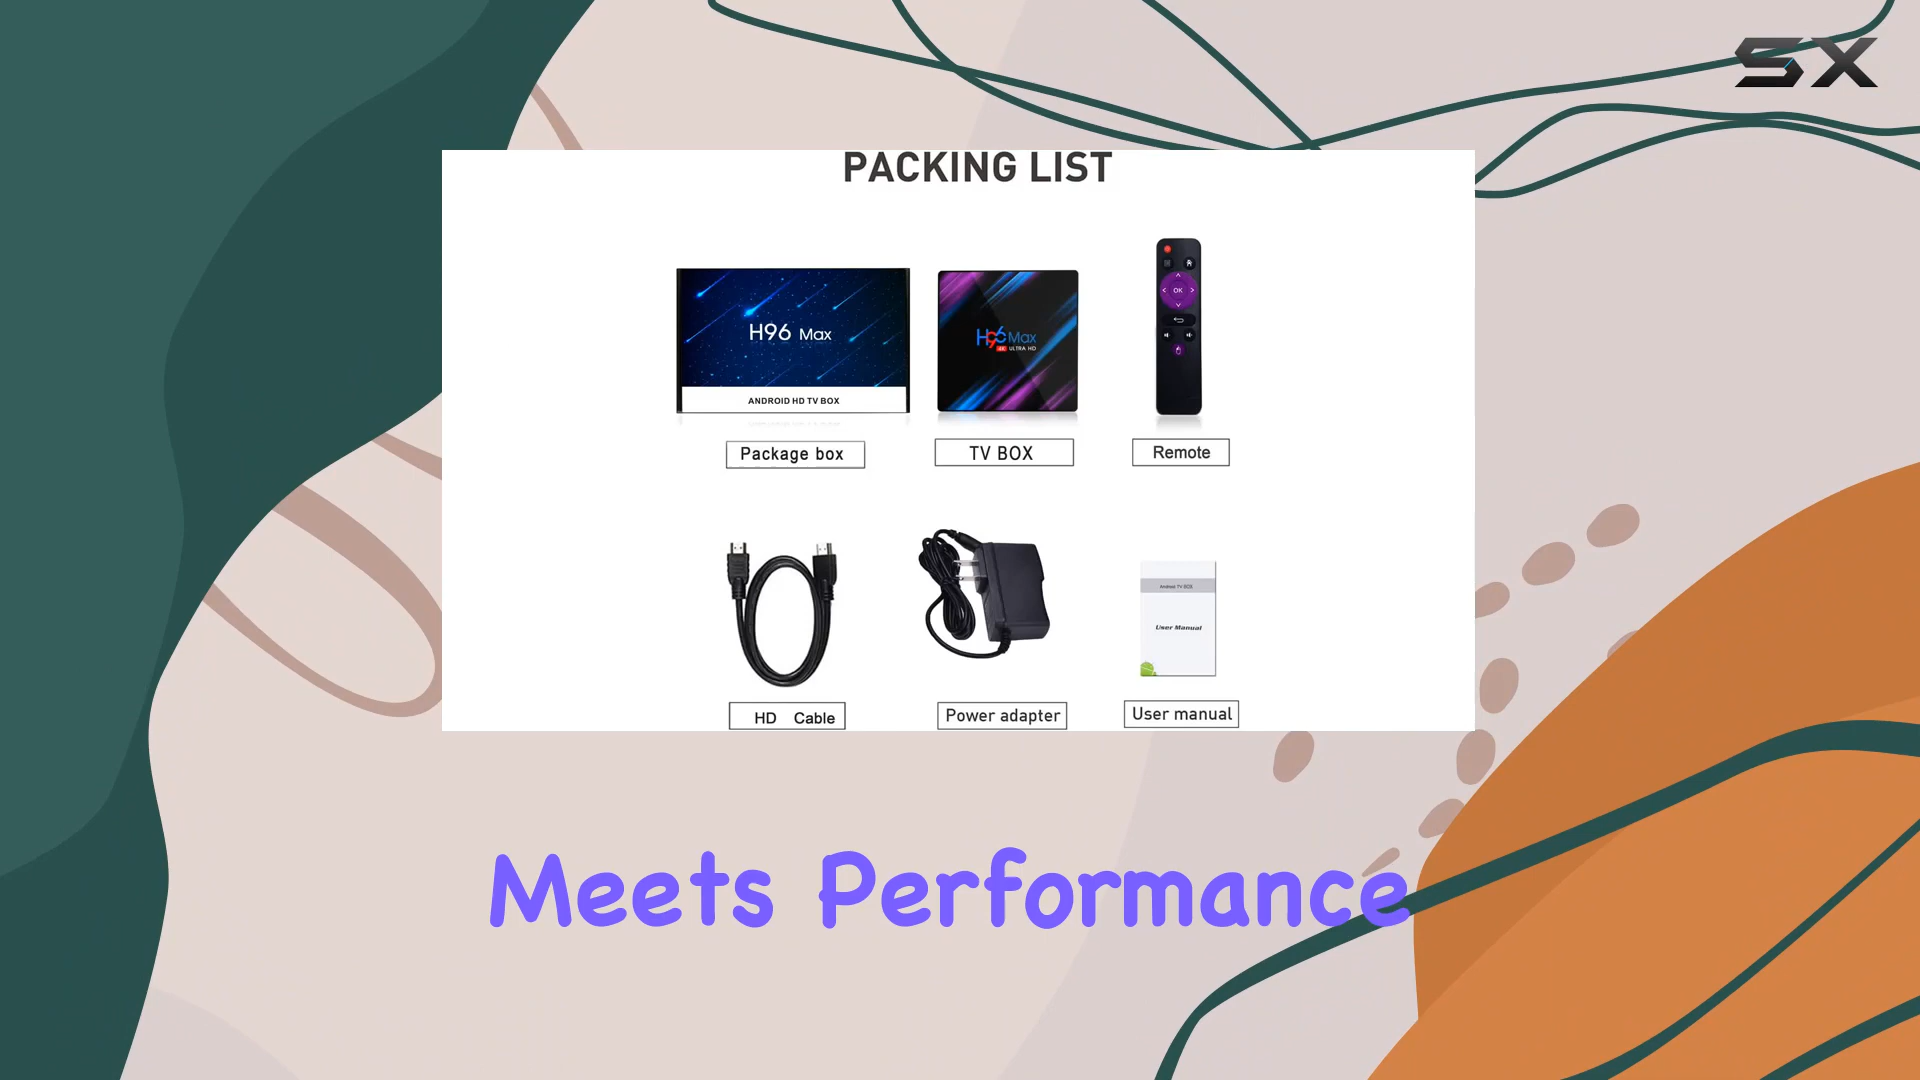 SX
PACKING LIST
H96 Max
ANDROID HD TV BOX
H96 Max
4K ULTRA HD
OK
Package box
TV BOX
Remote
Android TV BOX
User Manual
HD Cable
Power adapter
User manual
Meets Performance